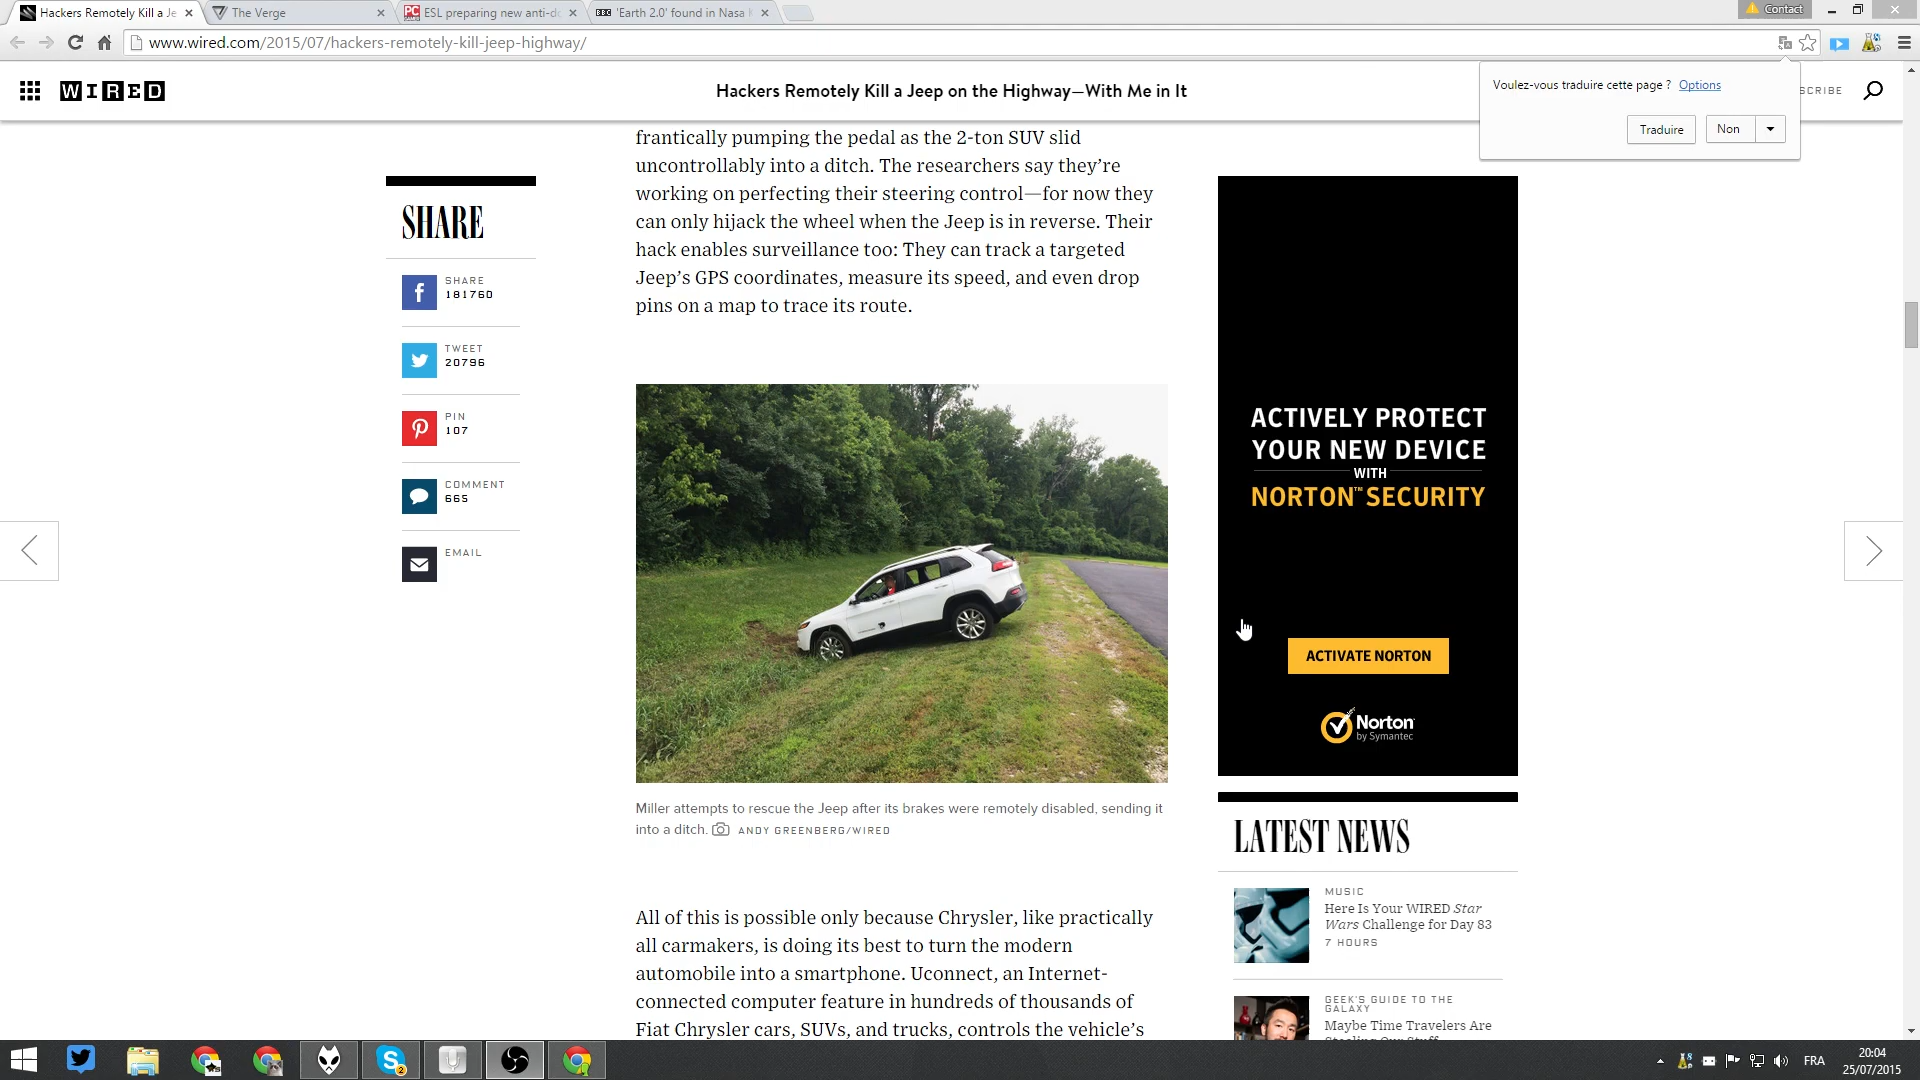 Hackers Remotely Kill a Je
The Verge
ESL preparing new anti-do
'Earth 2.0' found in Nasa
Contact
www.wired.com/2015/07/hackers-remotely-kill-jeep-highway/
WIRED
Hackers Remotely Kill a Jeep on the Highway—With Me in It
SCRIBE
Voulez-vous traduire cette page ? Options
Traduire
Non
frantically pumping the pedal as the 2-ton SUV slid
uncontrollably into a ditch. The researchers say they're
working on perfecting their steering control—for now they
can only hijack the wheel when the Jeep is in reverse. Their
hack enables surveillance too: They can track a targeted
Jeep's GPS coordinates, measure its speed, and even drop
pins on a map to trace its route.
SHARE
SHARE
181760
TWEET
20796
PIN
107
COMMENT
665
EMAIL
ACTIVELY PROTECT
YOUR NEW DEVICE
WITH
NORTON™ SECURITY
ACTIVATE NORTON
Norton
by Symantec
Miller attempts to rescue the Jeep after its brakes were remotely disabled, sending it
into a ditch. ANDY GREENBERG/WIRED
All of this is possible only because Chrysler, like practically
all carmakers, is doing its best to turn the modern
automobile into a smartphone. Uconnect, an Internet-
connected computer feature in hundreds of thousands of
Fiat Chrysler cars, SUVs, and trucks, controls the vehicle's
LATEST NEWS
MUSIC
Here Is Your WIRED Star
Wars Challenge for Day 83
7 HOURS
GEEK'S GUIDE TO THE
GALAXY
Maybe Time Travelers Are
Stealing Our Stuff
FRA
20:04
25/07/2015